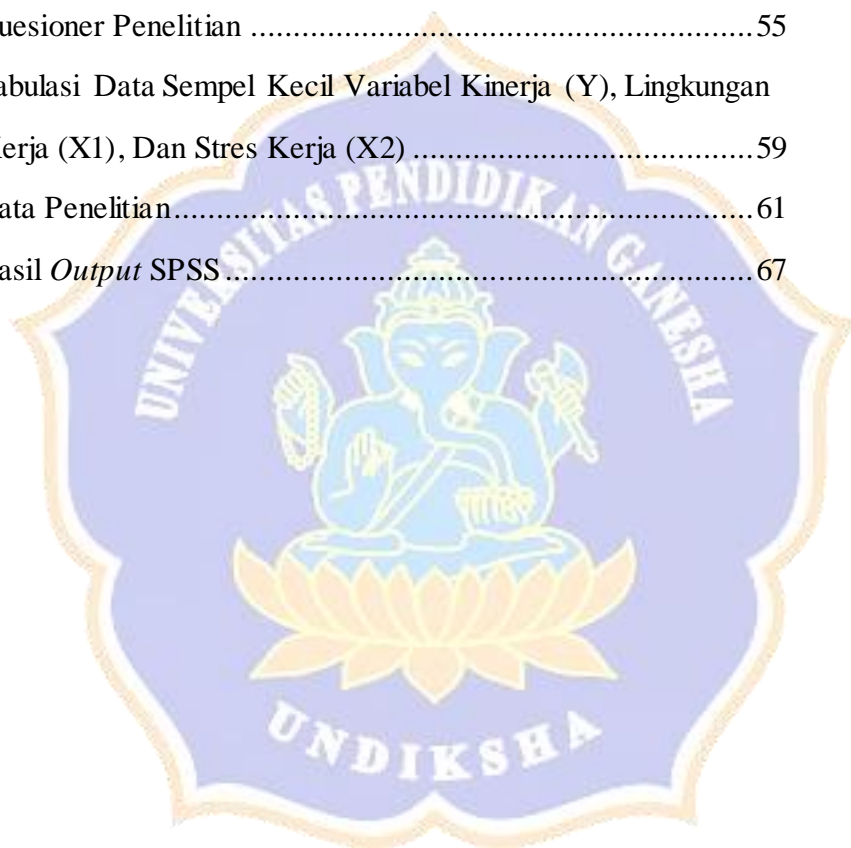 uesioner Penelitian ............................................................ 55
abulasi Data Sempel Kecil Variabel Kinerja (Y), Lingkungan
erja (X1), Dan Stres Kerja (X2) ........................................ 59
ata Penelitian.................................................................... 61
asil Output SPSS .............................................................. 67
UNIVERSITAS PENDIDIKAN GANESHA
UNDIKSHA